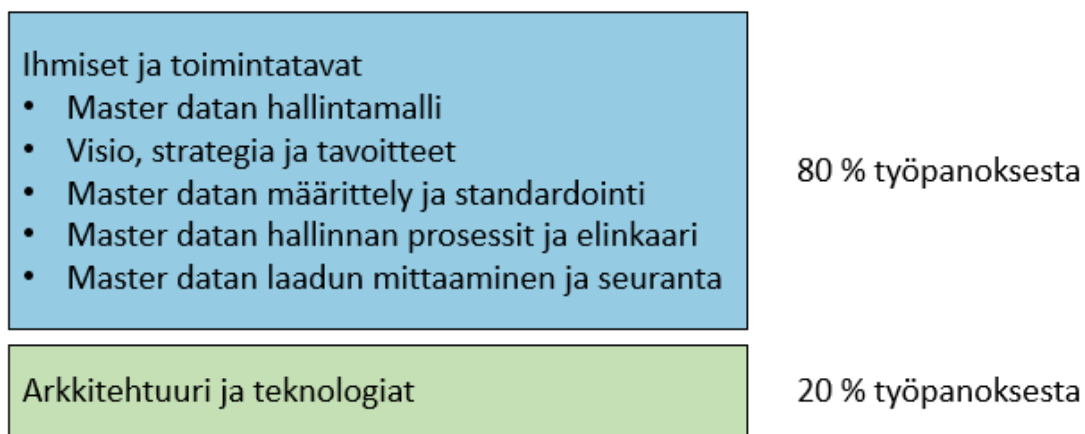 Ihmiset ja toimintatavat
• Master datan hallintamalli
• Visio, strategia ja tavoitteet
• Master datan määrittely ja standardointi
• Master datan hallinnan prosessit ja elinkaari
• Master datan laadun mittaaminen ja seuranta
80 % työpanoksesta
Arkkitehtuuri ja teknologiat
20 % työpanoksesta